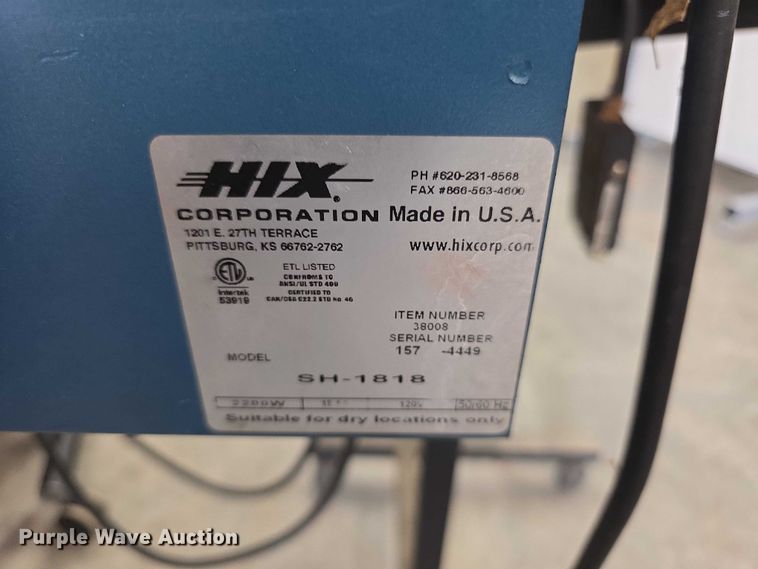 HIX®
CORPORATION
PH #620-231-8568
FAX #866-563-4600
Made in U.S.A.
1201 E. 27TH TERRACE
PITTSBURG, KS 66762-2762
www.hixcorp.com
ETL
Intertek
53919
ETL LISTED
CONFROMS TO
ANSI/UL STD 499
CERTIFIED TO
CAN/CSA C22.2 STD No. 46
ITEM NUMBER
38008
SERIAL NUMBER
157 -4449
MODEL
SH-1818
2200W 120V 50/60 Hz
Suitable for dry locations only
Purple Wave Auction